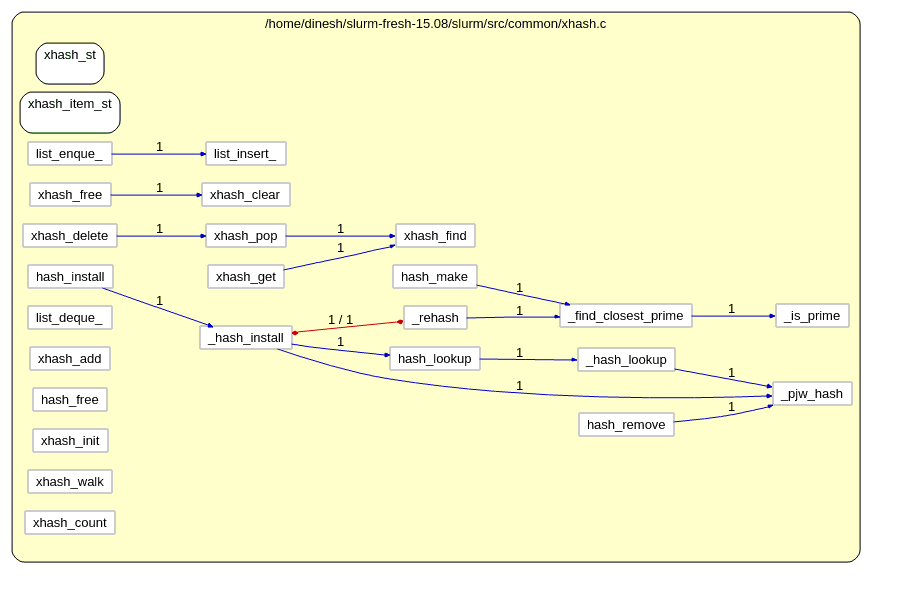 /home/dinesh/slurm-fresh-15.08/slurm/src/common/xhash.c
xhash_st
xhash_item_st
list_enque_ 1 list_insert_
xhash_free 1 xhash_clear
xhash_delete 1 xhash_pop 1 xhash_find
1
hash_install xhash_get hash_make
1 1
list_deque_ 1 / 1 _rehash 1 _find_closest_prime 1 _is_prime
_hash_install 1
xhash_add hash_lookup 1 _hash_lookup
1
hash_free 1 _pjw_hash
1
xhash_init hash_remove
xhash_walk
xhash_count